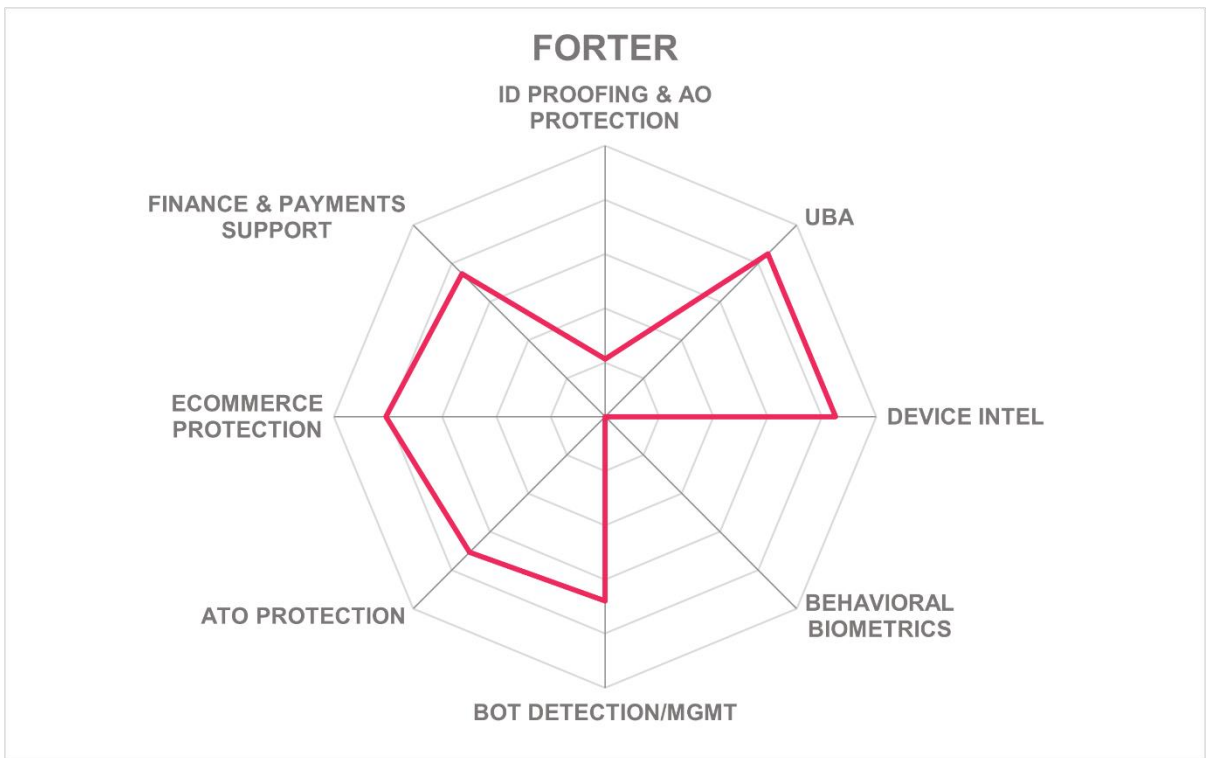 FORTER
ID PROOFING & AO
PROTECTION
FINANCE & PAYMENTS
SUPPORT
UBA
ECOMMERCE
PROTECTION
DEVICE INTEL
ATO PROTECTION
BEHAVIORAL
BIOMETRICS
BOT DETECTION/MGMT